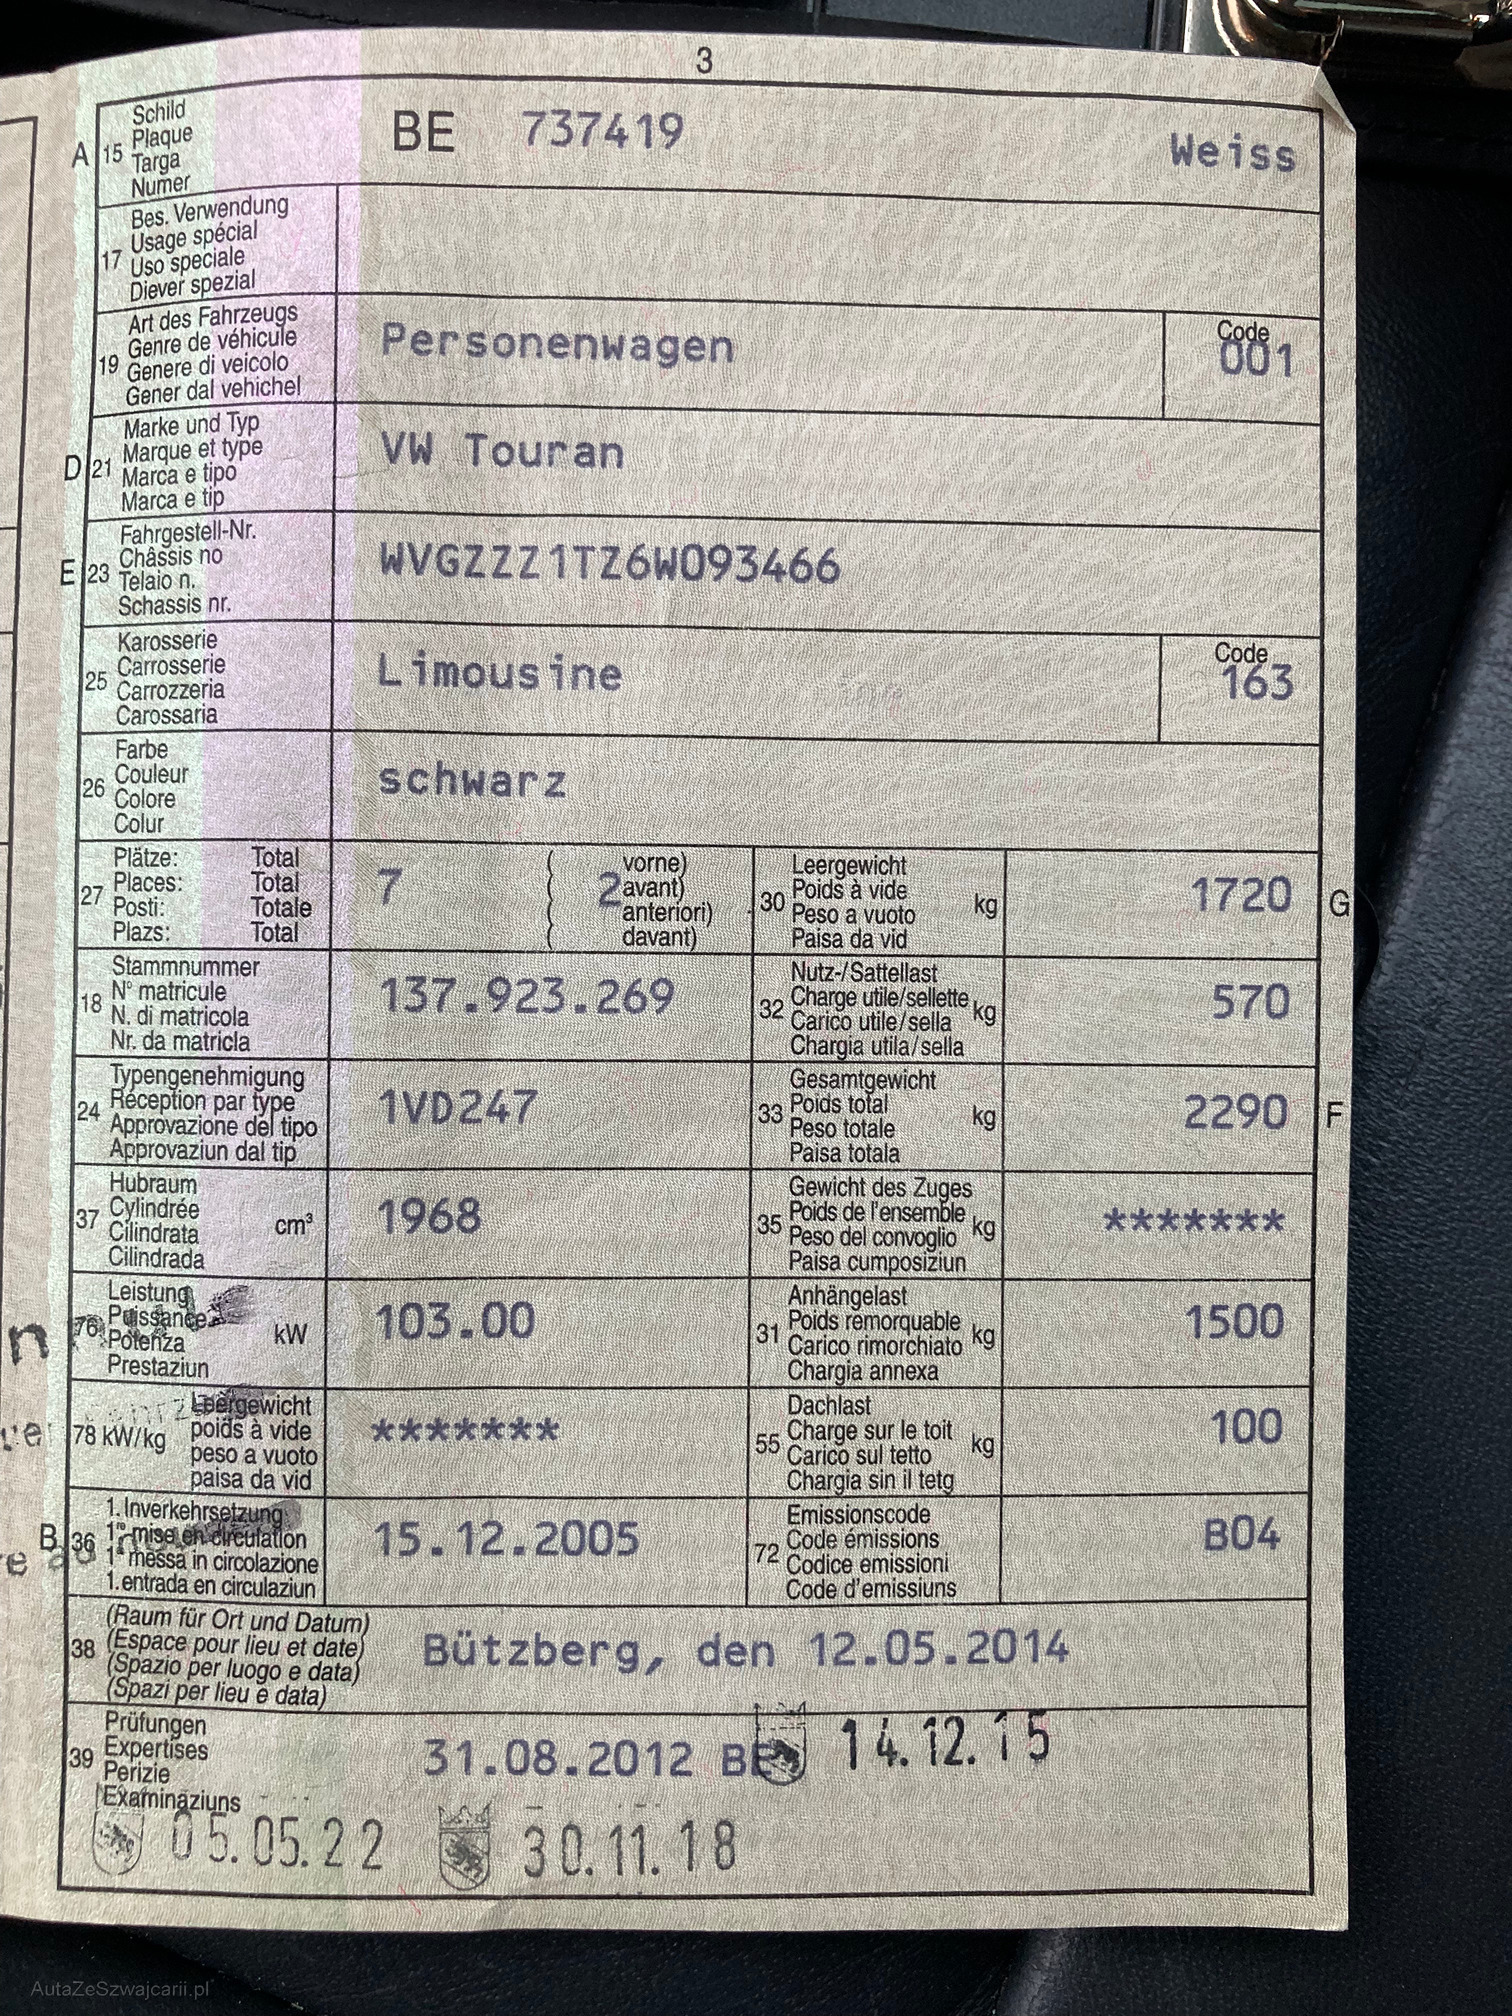 3
A 15 Schild
Plaque
Targa
Numer
BE 737419 Weiss
17 Bes. Verwendung
Usage spécial
Uso speciale
Diever spezial
19 Art des Fahrzeugs
Genre de véhicule
Genere di veicolo
Gener dal vehichel
Personenwagen
Code
001
D 21 Marke und Typ
Marque et type
Marca e tipo
Marca e tip
VW Touran
E 23 Fahrgestell-Nr.
Châssis no
Telaio n.
Schassis nr.
WVGZZZ1TZ6W093466
25 Karosserie
Carrosserie
Carrozzeria
Carossaria
Limousine
Code
163
26 Farbe
Couleur
Colore
Colur
schwarz
27 Plätze: Total
Places: Total
Posti: Totale
Plazs: Total
7 ( 2 vorne)
avant)
anteriori)
davant)
30 Leergewicht
Poids à vide
Peso a vuoto
Paisa da vid
kg
1720 G
18 Stammnummer
N° matricule
N. di matricola
Nr. da matricla
137.923.269
32 Nutz-/Sattellast
Charge utile/sellette
Carico utile/sella
Chargia utila/sella
kg
570
24 Typengenehmigung
Réception par type
Approvazione del tipo
Approvaziun dal tip
1VD247
33 Gesamtgewicht
Poids total
Peso totale
Paisa totala
kg
2290 F
37 Hubraum
Cylindrée
Cilindrata
Cilindrada
cm³
1968
35 Gewicht des Zuges
Poids de l'ensemble
Peso del convoglio
Paisa cumposiziun
kg
*******
76 Leistung
Puissance
Potenza
Prestaziun
kW
103.00
31 Anhängelast
Poids remorquable
Carico rimorchiato
Chargia annexa
kg
1500
78 kW/kg Leergewicht
poids à vide
peso a vuoto
paisa da vid
*******
55 Dachlast
Charge sur le toit
Carico sul tetto
Chargia sin il tetg
kg
100
B 36 1. Inverkehrsetzung
1re mise en circulation
1a messa in circolazione
1. entrada en circulaziun
15.12.2005
72 Emissionscode
Code émissions
Codice emissioni
Code d'emissiuns
B04
38 (Raum für Ort und Datum)
(Espace pour lieu et date)
(Spazio per luogo e data)
(Spazi per lieu e data)
Bützberg, den 12.05.2014
39 Prüfungen
Expertises
Perizie
Examinaziuns
31.08.2012 BE 14.12.15
05.05.22 30.11.18
AutaZeSzwajcarii.pl